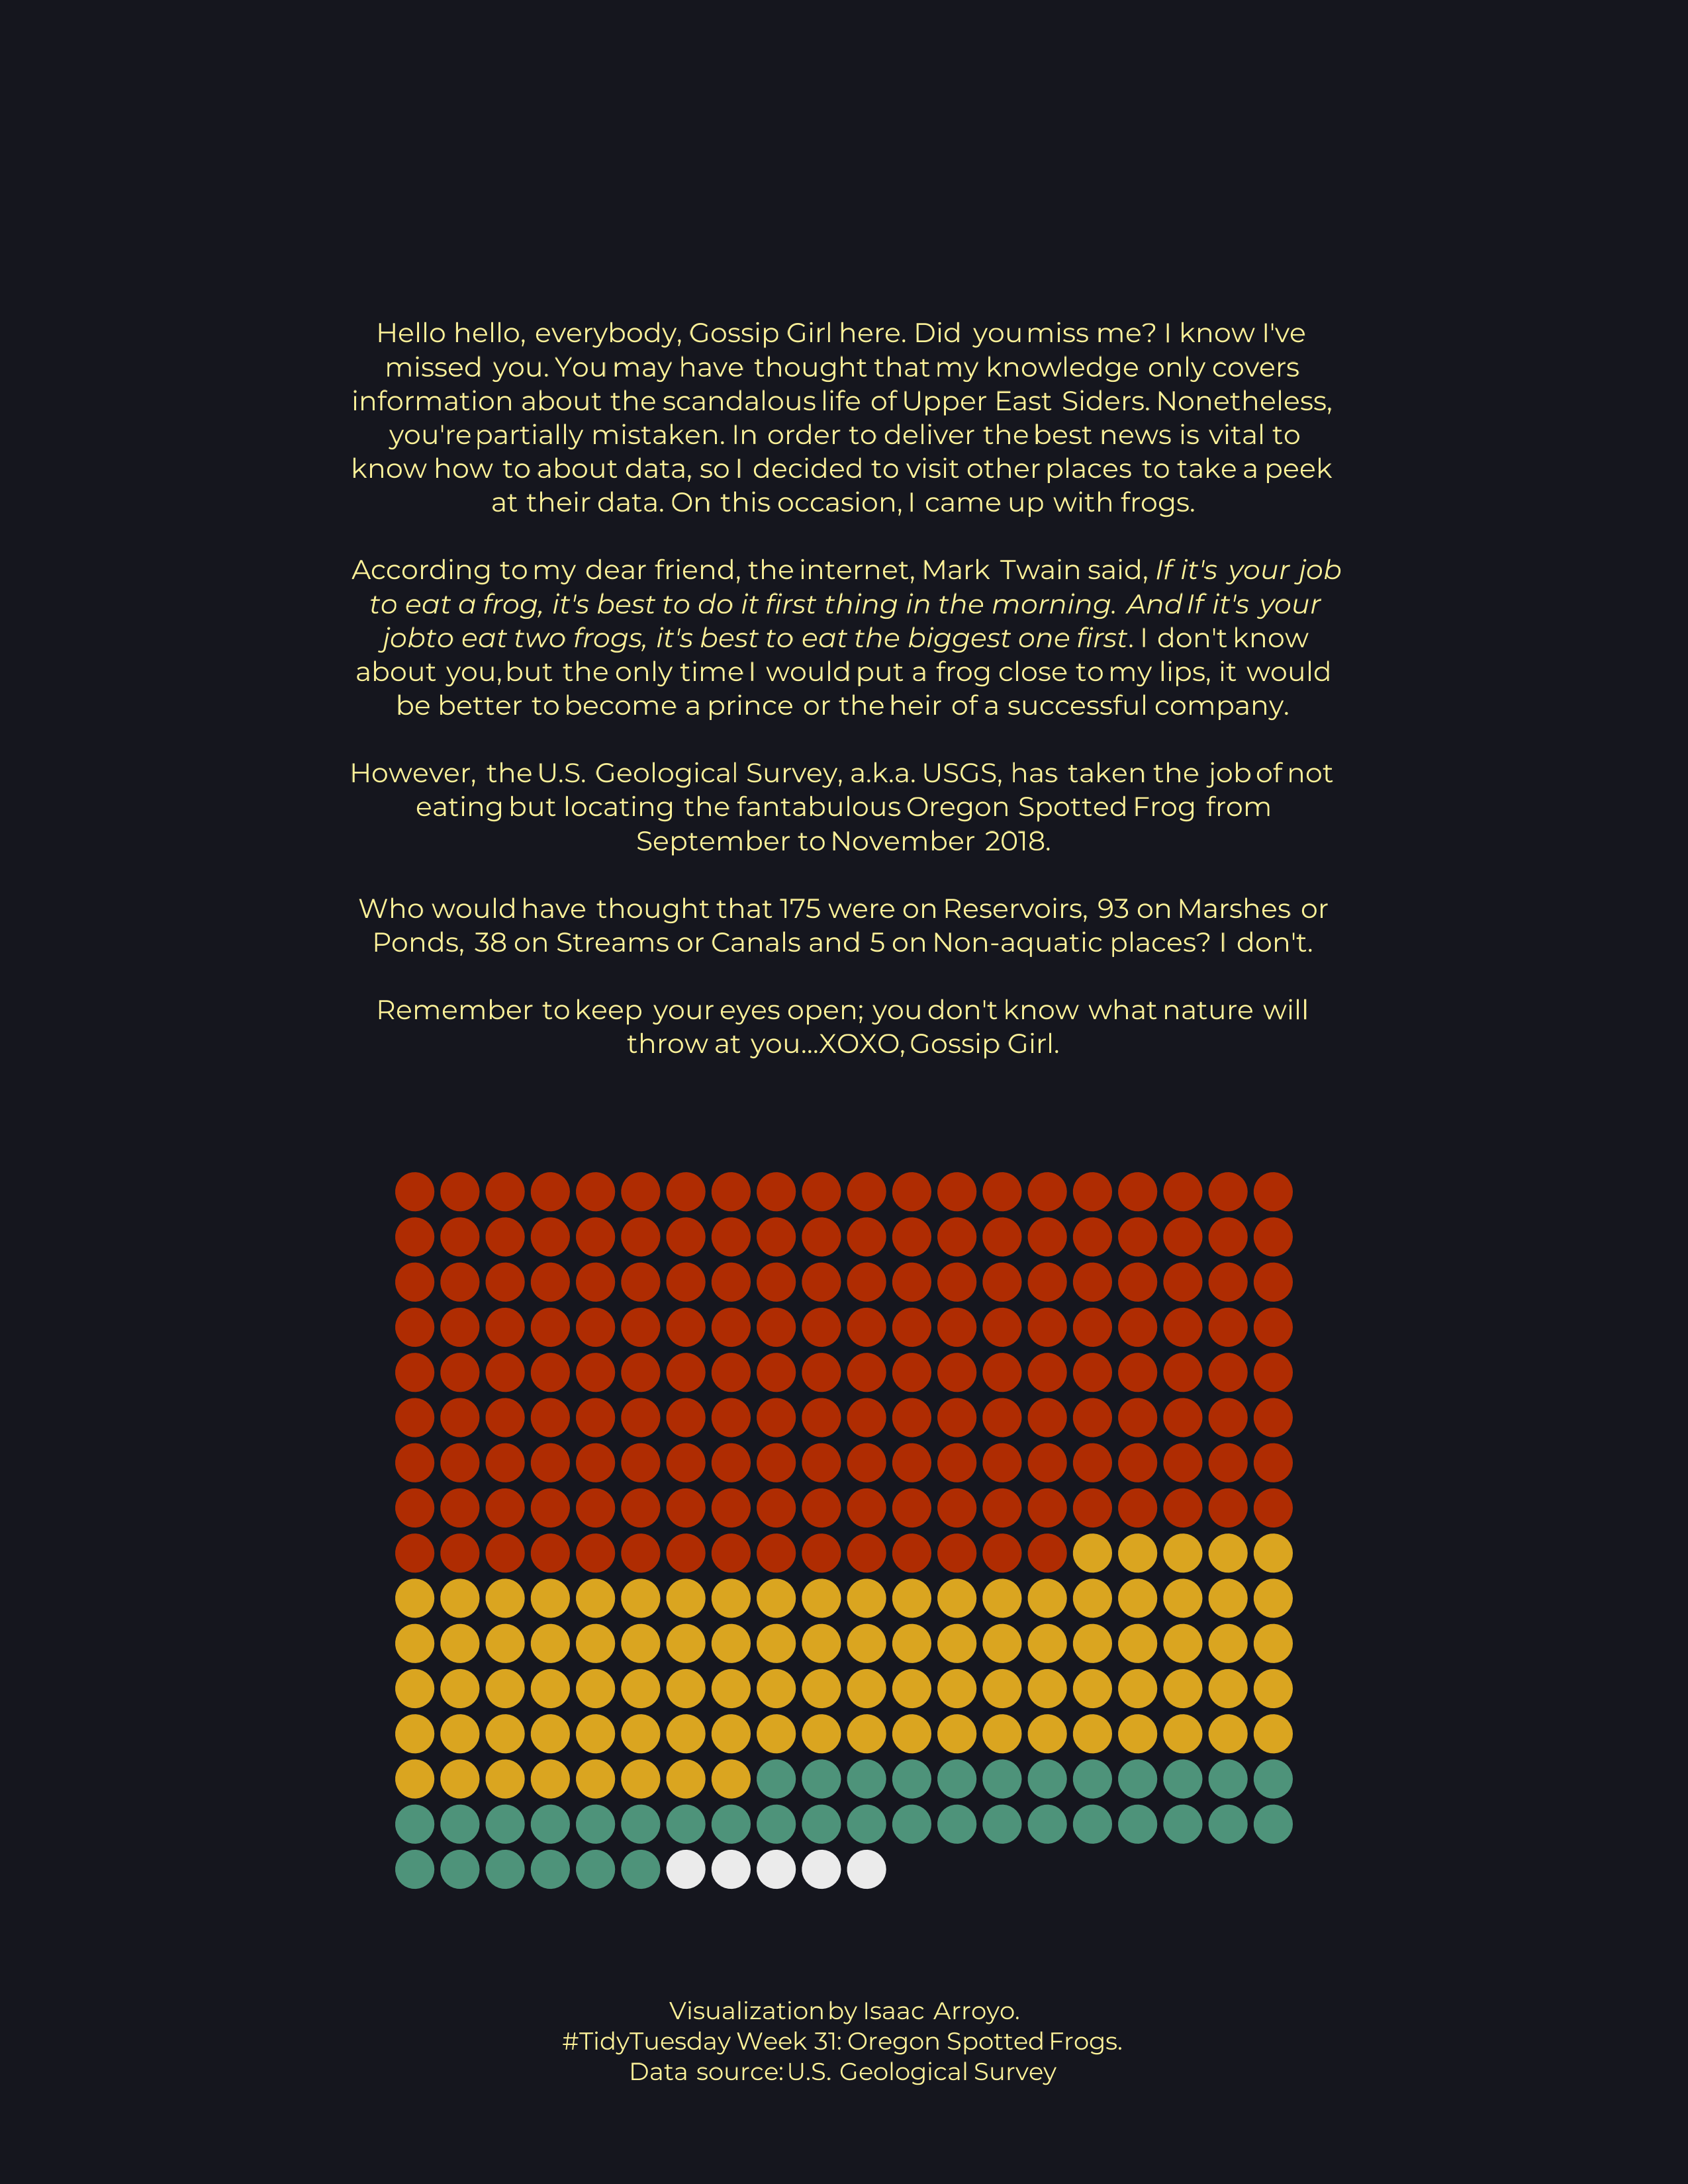 Hello hello, everybody, Gossip Girl here. Did you miss me? I know I've
missed you. You may have thought that my knowledge only covers
information about the scandalous life of Upper East Siders. Nonetheless,
you're partially mistaken. In order to deliver the best news is vital to
know how to about data, so I decided to visit other places to take a peek
at their data. On this occasion, I came up with frogs.
According to my dear friend, the internet, Mark Twain said, If it's your job
to eat a frog, it's best to do it first thing in the morning. And If it's your
jobto eat two frogs, it's best to eat the biggest one first. I don't know
about you, but the only time I would put a frog close to my lips, it would
be better to become a prince or the heir of a successful company.
However, the U.S. Geological Survey, a.k.a. USGS, has taken the job of not
eating but locating the fantabulous Oregon Spotted Frog from
September to November 2018.
Who would have thought that 175 were on Reservoirs, 93 on Marshes or
Ponds, 38 on Streams or Canals and 5 on Non-aquatic places? I don't.
Remember to keep your eyes open; you don't know what nature will
throw at you...XOXO, Gossip Girl.
Visualization by Isaac Arroyo.
#TidyTuesday Week 31: Oregon Spotted Frogs.
Data source: U.S. Geological Survey